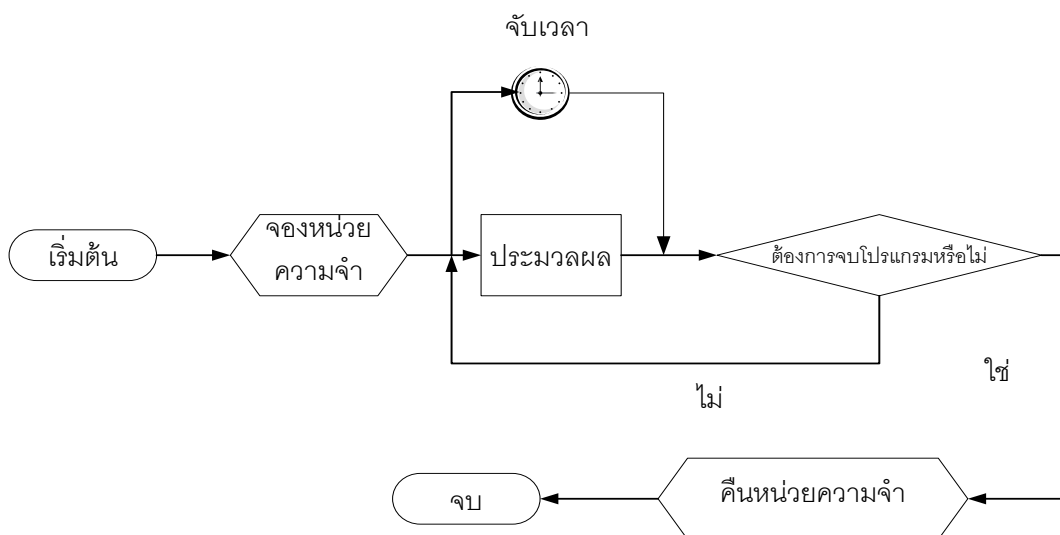 จับเวลา
เริ่มต้น
จองหน่วย
ความจำ
ประมวลผล
ต้องการจบโปรแกรมหรือไม่
ใช่
ไม่
จบ
คืนหน่วยความจำ